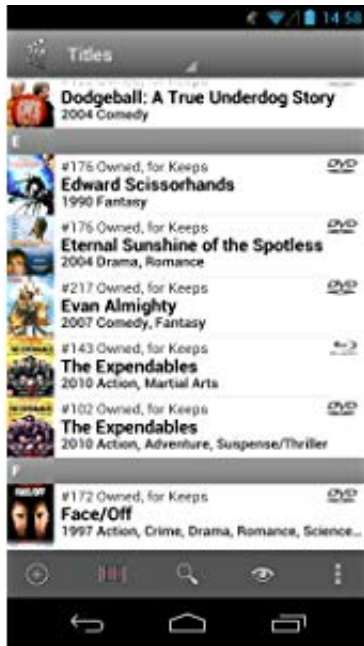 14:58
Titles
Dodgeball: A True Underdog Story
2004 Comedy
E
#176 Owned, for Keeps
DVD
Edward Scissorhands
1990 Fantasy
#176 Owned, for Keeps
DVD
Eternal Sunshine of the Spotless
2004 Drama, Romance
#217 Owned, for Keeps
DVD
Evan Almighty
2007 Comedy, Fantasy
#143 Owned, for Keeps
The Expendables
2010 Action, Martial Arts
#102 Owned, for Keeps
DVD
The Expendables
2010 Action, Adventure, Suspense/Thriller
F
#172 Owned, for Keeps
DVD
Face/Off
1997 Action, Crime, Drama, Romance, Science...